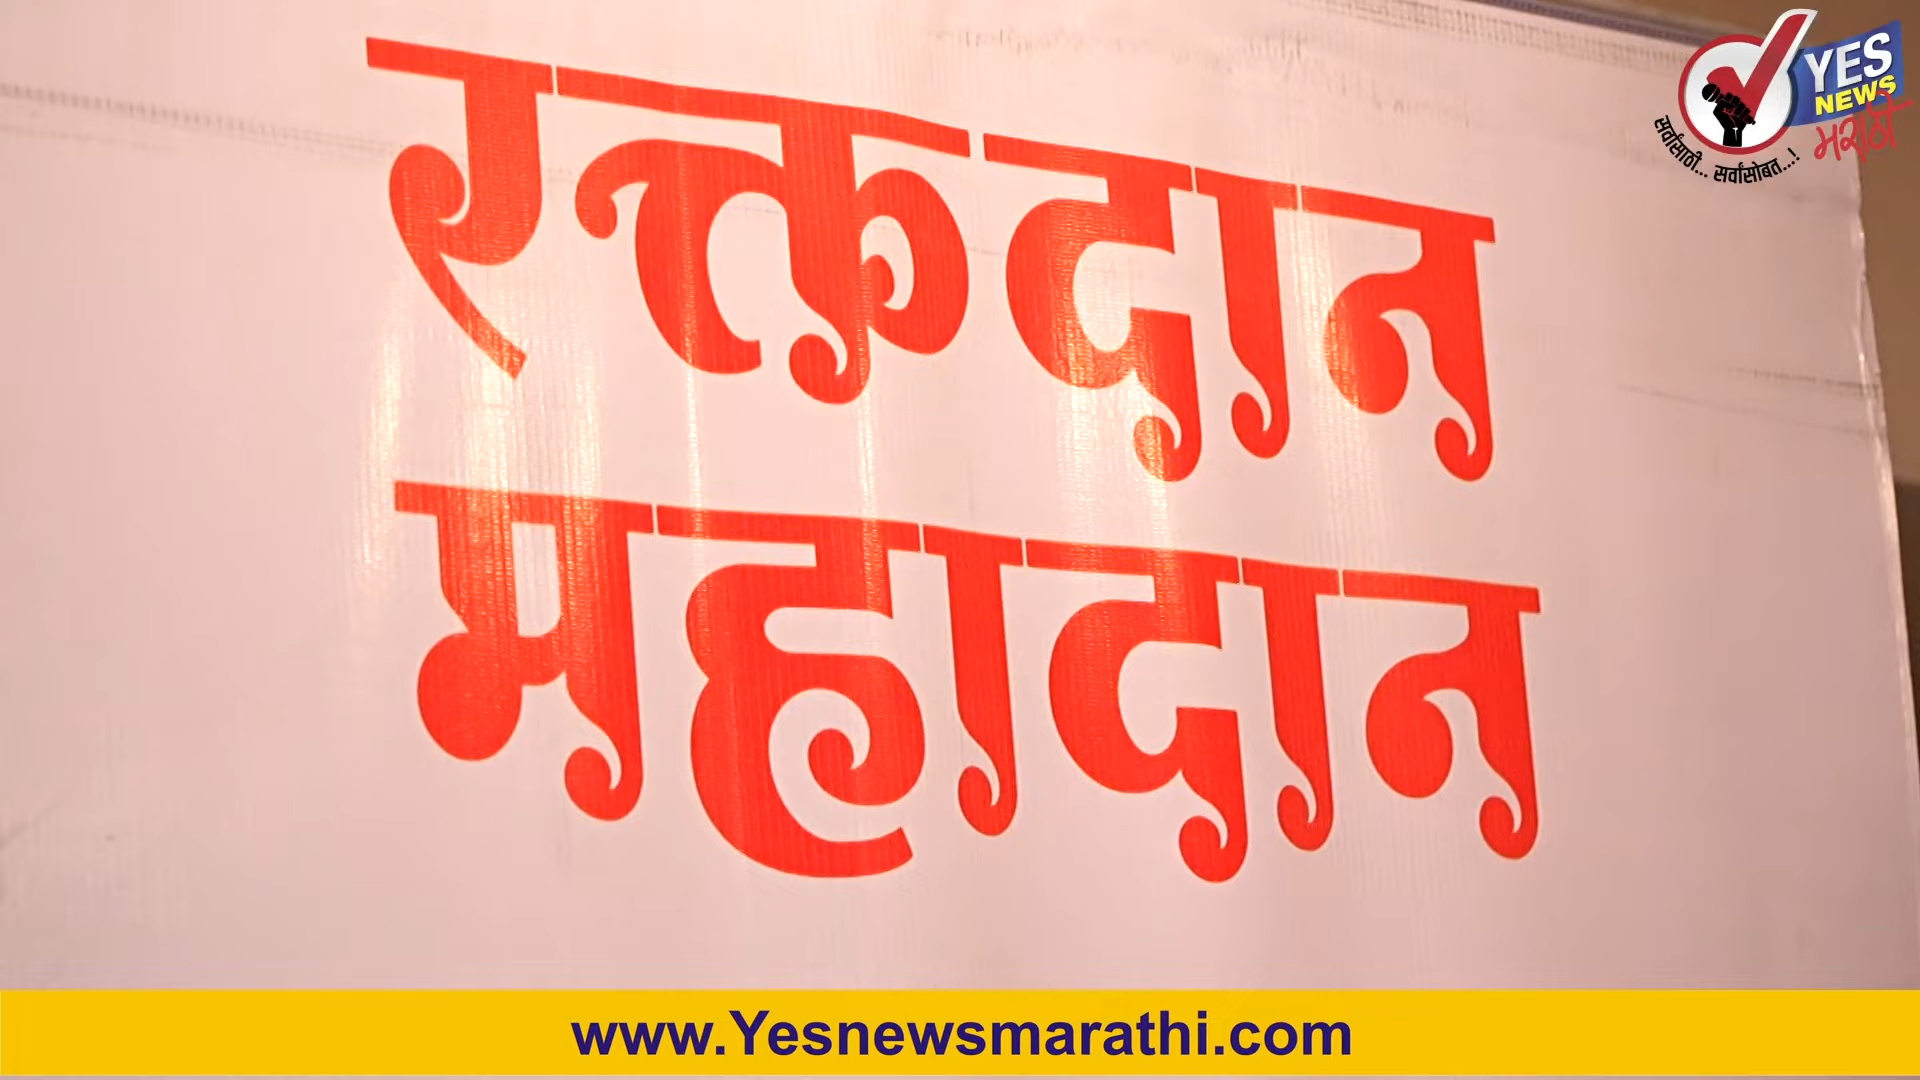 रक्तदान
महादान
YES
NEWS
मराठी
सर्वांसाठी... सर्वांसोबत...!
www.Yesnewsmarathi.com